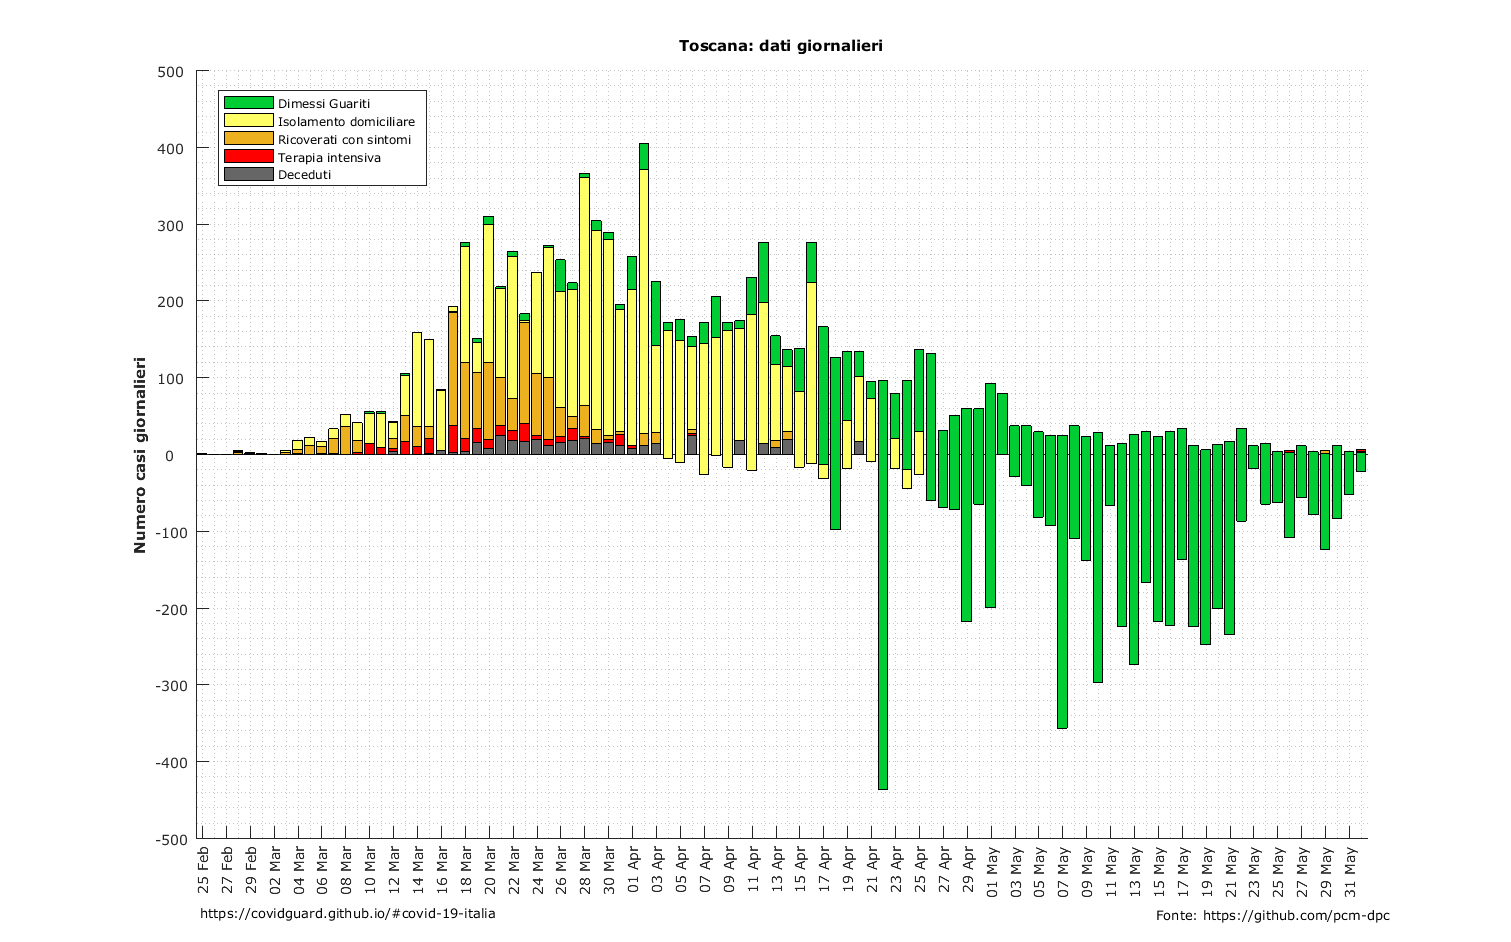 Toscana: dati giornalieri
Numero casi giornalieri
500
400
300
200
100
0
-100
-200
-300
-400
-500
Dimessi Guariti
Isolamento domiciliare
Ricoverati con sintomi
Terapia intensiva
Deceduti
25 Feb
27 Feb
29 Feb
02 Mar
04 Mar
06 Mar
08 Mar
10 Mar
12 Mar
14 Mar
16 Mar
18 Mar
20 Mar
22 Mar
24 Mar
26 Mar
28 Mar
30 Mar
01 Apr
03 Apr
05 Apr
07 Apr
09 Apr
11 Apr
13 Apr
15 Apr
17 Apr
19 Apr
21 Apr
23 Apr
25 Apr
27 Apr
29 Apr
01 May
03 May
05 May
07 May
09 May
11 May
13 May
15 May
17 May
19 May
21 May
23 May
25 May
27 May
29 May
31 May
https://covidguard.github.io/#covid-19-italia
Fonte: https://github.com/pcm-dpc